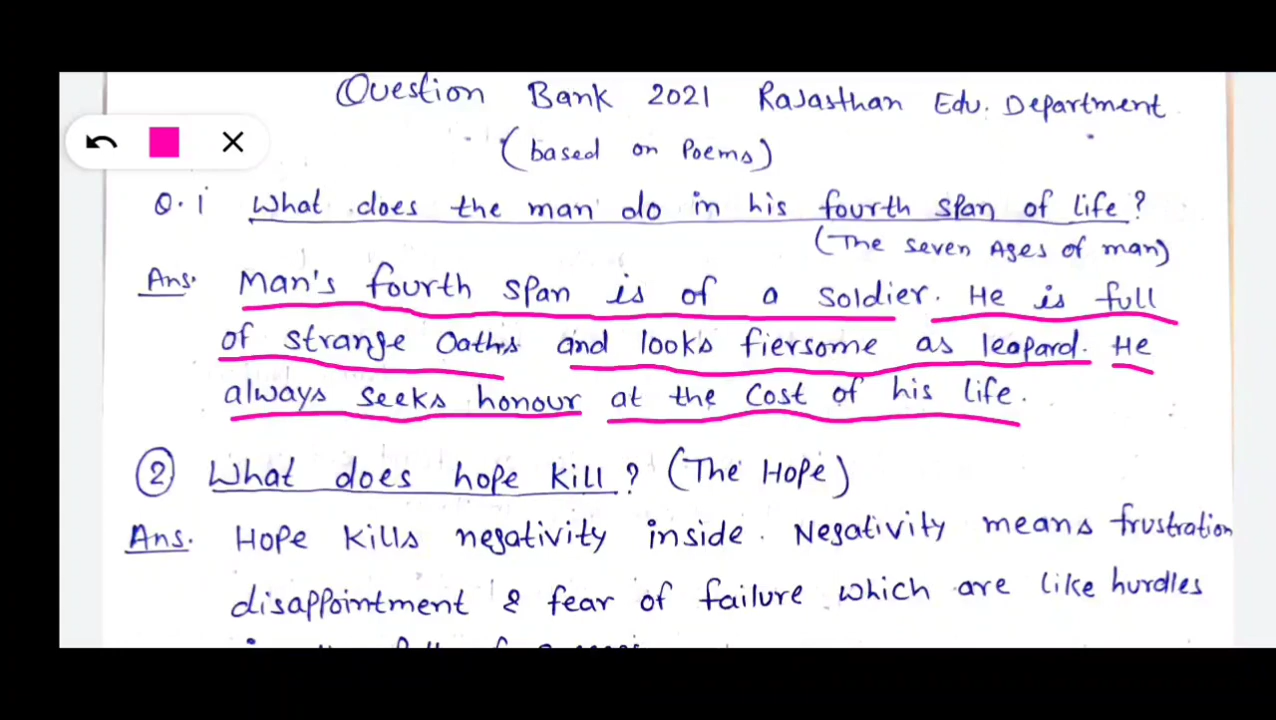 Question Bank 2021 Rajasthan Edu. Department
(based on Poems)
Q.1 What does the man do in his fourth span of life?
(The seven Ages of man)
Ans. Man's fourth span is of a soldier. He is full
of strange Oaths and looks fiersome as leapard. He
always seeks honour at the cost of his life.
② What does hope kill? (The Hope)
Ans. Hope kills negativity inside. Negativity means frustration
disappointment & fear of failure which are like hurdles